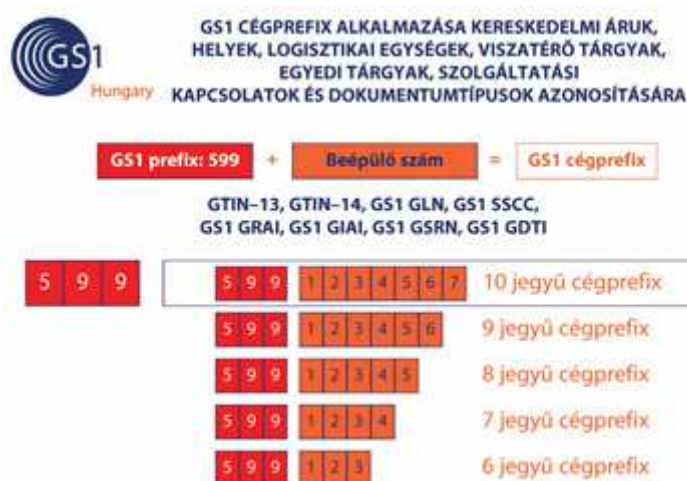 GS1
Hungary
GS1 CÉGPREFIX ALKALMAZÁSA KERESKEDELMI ÁRUK,
HELYEK, LOGISZTIKAI EGYSÉGEK, VISZATÉRŐ TÁRGYAK,
EGYEDI TÁRGYAK, SZOLGÁLTATÁSI
KAPCSOLATOK ÉS DOKUMENTUMTÍPUSOK AZONOSÍTÁSÁRA
GS1 prefix: 599 + Beépülő szám = GS1 cégprefix
GTIN–13, GTIN–14, GS1 GLN, GS1 SSCC,
GS1 GRAI, GS1 GIAI, GS1 GSRN, GS1 GDTI
5 9 9 5 9 9 1 2 3 4 5 6 7 10 jegyű cégprefix
5 9 9 1 2 3 4 5 6 9 jegyű cégprefix
5 9 9 1 2 3 4 5 8 jegyű cégprefix
5 9 9 1 2 3 4 7 jegyű cégprefix
5 9 9 1 2 3 6 jegyű cégprefix